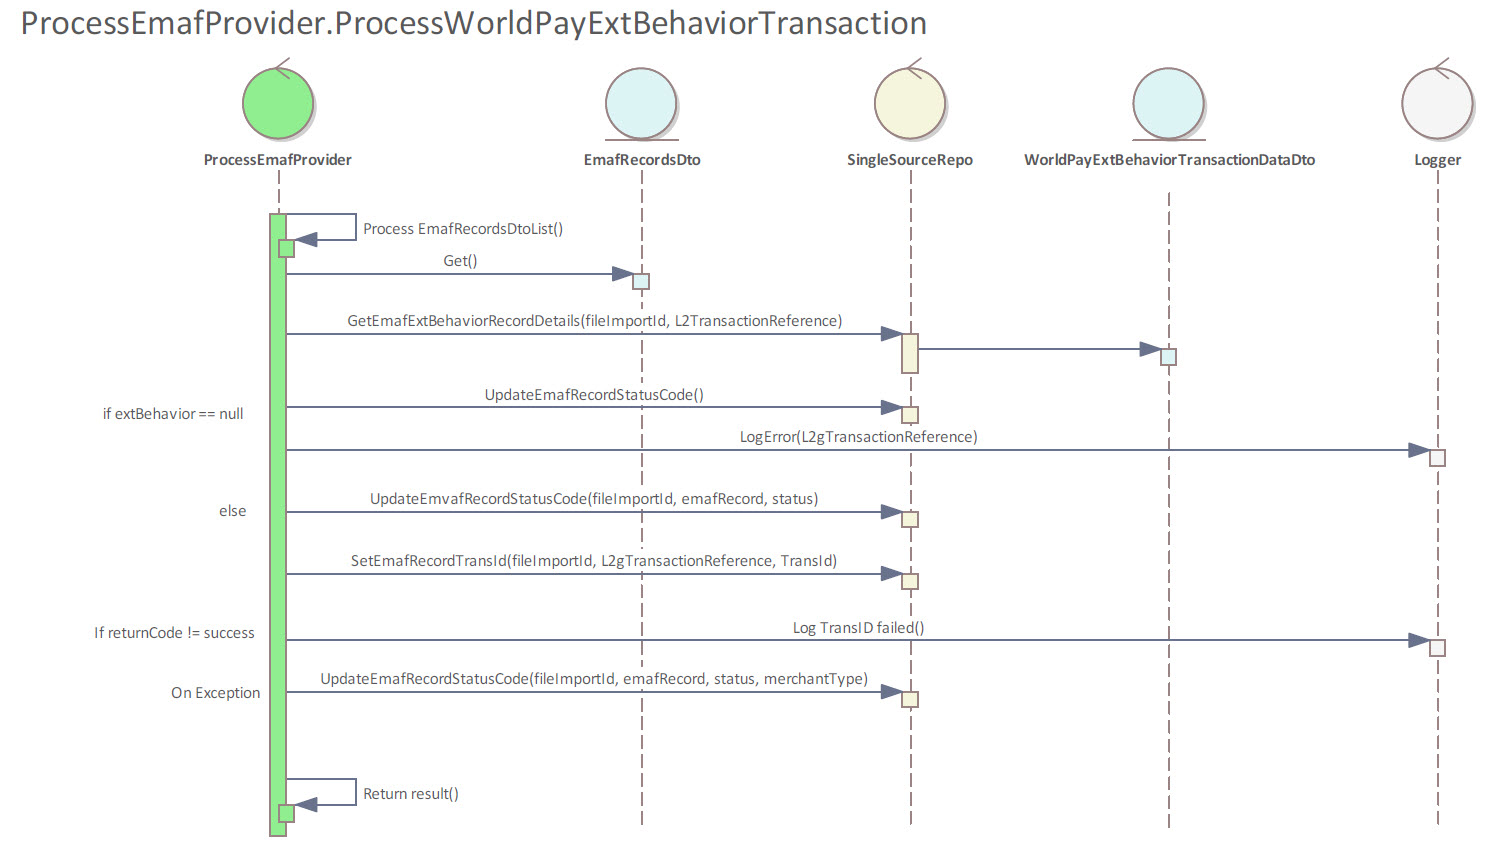 ProcessEmafProvider.ProcessWorldPayExtBehaviorTransaction
ProcessEmafProvider
EmafRecordsDto
SingleSourceRepo
WorldPayExtBehaviorTransactionDataDto
Logger
Process EmafRecordsDtoList()
Get()
GetEmafExtBehaviorRecordDetails(fileImportId, L2TransactionReference)
UpdateEmafRecordStatusCode()
if extBehavior == null
LogError(L2gTransactionReference)
UpdateEmvafRecordStatusCode(fileImportId, emafRecord, status)
else
SetEmafRecordTransId(fileImportId, L2gTransactionReference, TransId)
Log TransID failed()
If returnCode != success
UpdateEmafRecordStatusCode(fileImportId, emafRecord, status, merchantType)
On Exception
Return result()